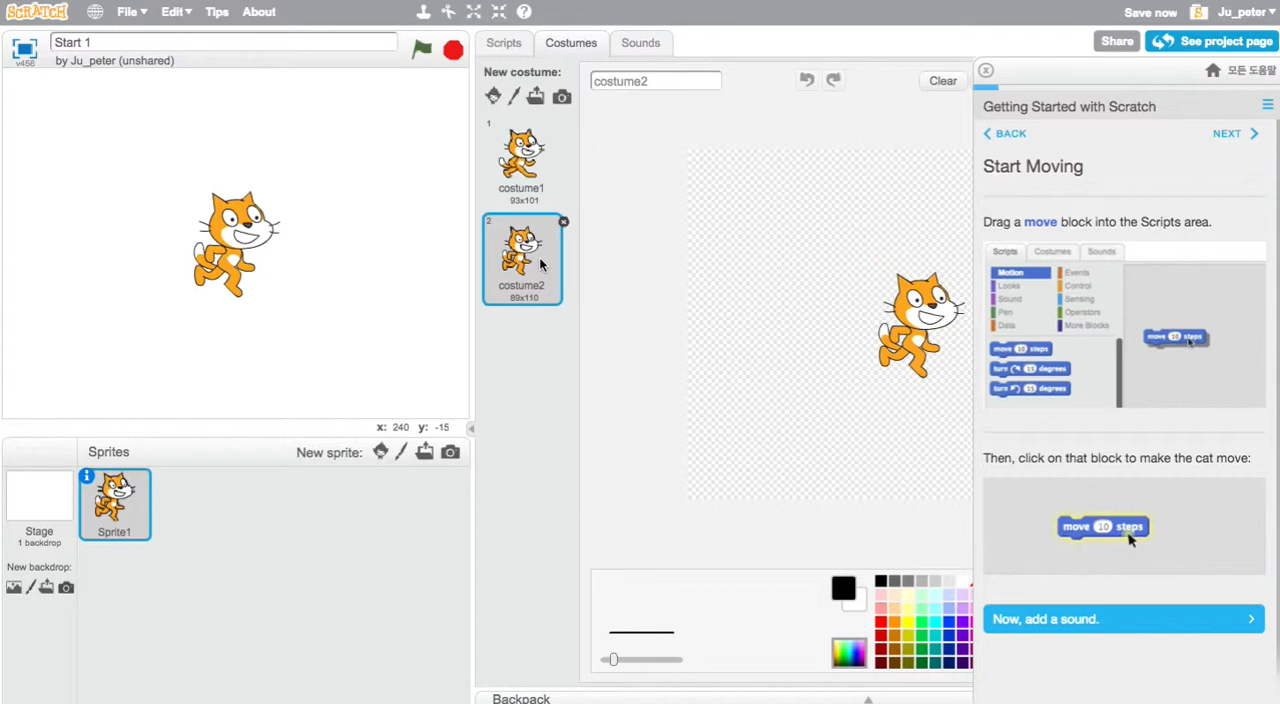 SCRATCH File Edit Tips About Save now Ju_peter
Start 1
v456 by Ju_peter (unshared)
Scripts Costumes Sounds
Share See project page
New costume:
costume2
Clear
1
costume1
93x101
2
costume2
89x110
x: 240 y: -15
Sprites New sprite:
Stage
1 backdrop
New backdrop:
Sprite1
Backpack
모든 도움말
Getting Started with Scratch
BACK NEXT
Start Moving
Drag a move block into the Scripts area.
Scripts Costumes Sounds
Motion Events
Looks Control
Sound Sensing
Pen Operators
Data More Blocks
move 10 steps
turn 15 degrees
turn 15 degrees
move 10 steps
Then, click on that block to make the cat move:
move 10 steps
Now, add a sound.